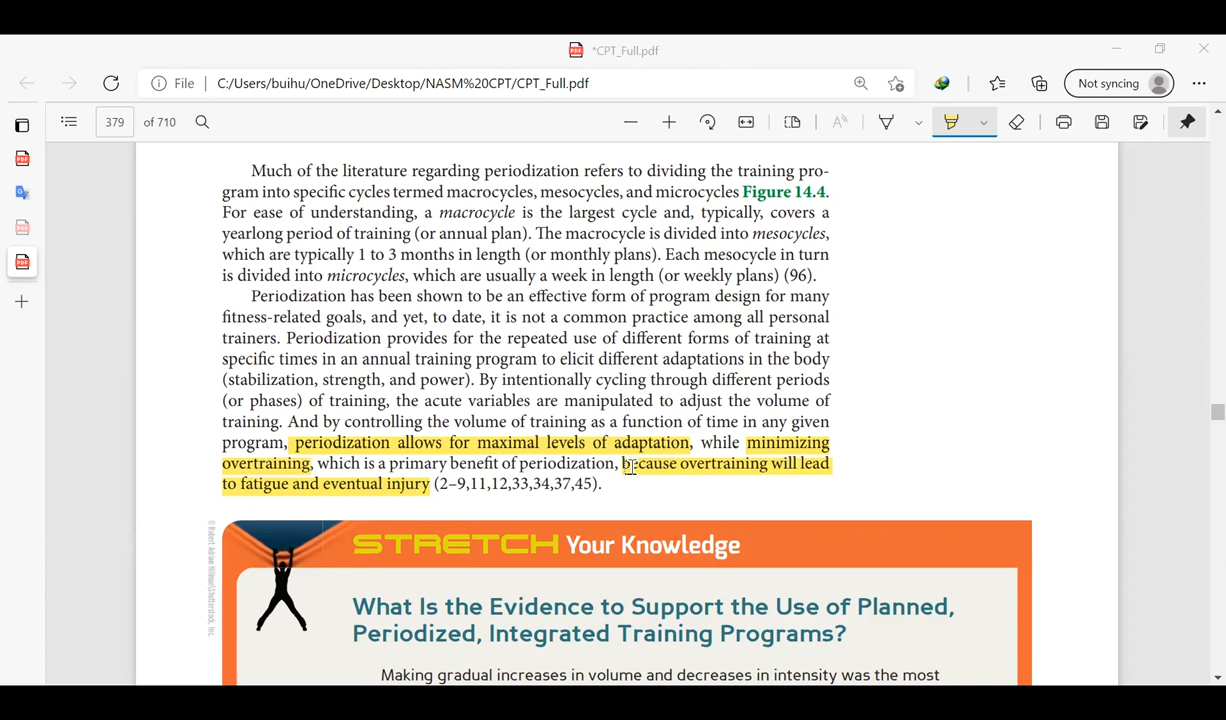 *CPT_Full.pdf
File C:/Users/buihu/OneDrive/Desktop/NASM%20CPT/CPT_Full.pdf
Not syncing
379 of 710
Much of the literature regarding periodization refers to dividing the training pro-
gram into specific cycles termed macrocycles, mesocycles, and microcycles Figure 14.4.
For ease of understanding, a macrocycle is the largest cycle and, typically, covers a
yearlong period of training (or annual plan). The macrocycle is divided into mesocycles,
which are typically 1 to 3 months in length (or monthly plans). Each mesocycle in turn
is divided into microcycles, which are usually a week in length (or weekly plans) (96).
Periodization has been shown to be an effective form of program design for many
fitness-related goals, and yet, to date, it is not a common practice among all personal
trainers. Periodization provides for the repeated use of different forms of training at
specific times in an annual training program to elicit different adaptations in the body
(stabilization, strength, and power). By intentionally cycling through different periods
(or phases) of training, the acute variables are manipulated to adjust the volume of
training. And by controlling the volume of training as a function of time in any given
program, periodization allows for maximal levels of adaptation, while minimizing
overtraining, which is a primary benefit of periodization, because overtraining will lead
to fatigue and eventual injury (2–9,11,12,33,34,37,45).
© Robert Adrian Hillman/Shutterstock, Inc.
STRETCH Your Knowledge
What Is the Evidence to Support the Use of Planned,
Periodized, Integrated Training Programs?
Making gradual increases in volume and decreases in intensity was the most